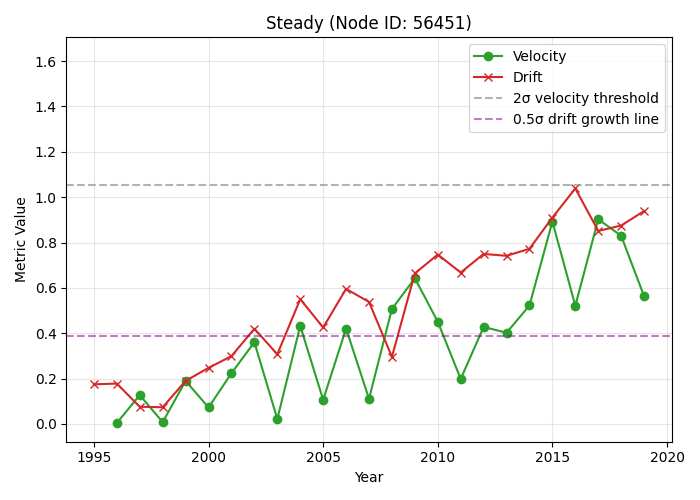 Steady (Node ID: 56451)
Velocity
Drift
2σ velocity threshold
0.5σ drift growth line
Metric Value
1.6
1.4
1.2
1.0
0.8
0.6
0.4
0.2
0.0
1995 2000 2005 2010 2015 2020
Year